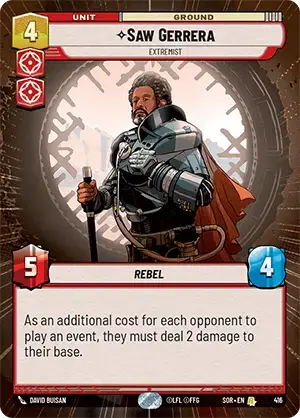 UNIT GROUND
4
✧SAW GERRERA
EXTREMIST
5
4
REBEL
As an additional cost for each opponent to
play an event, they must deal 2 damage to
their base.
DAVID BUISAN ©LFL ©FFG SOR • EN 416